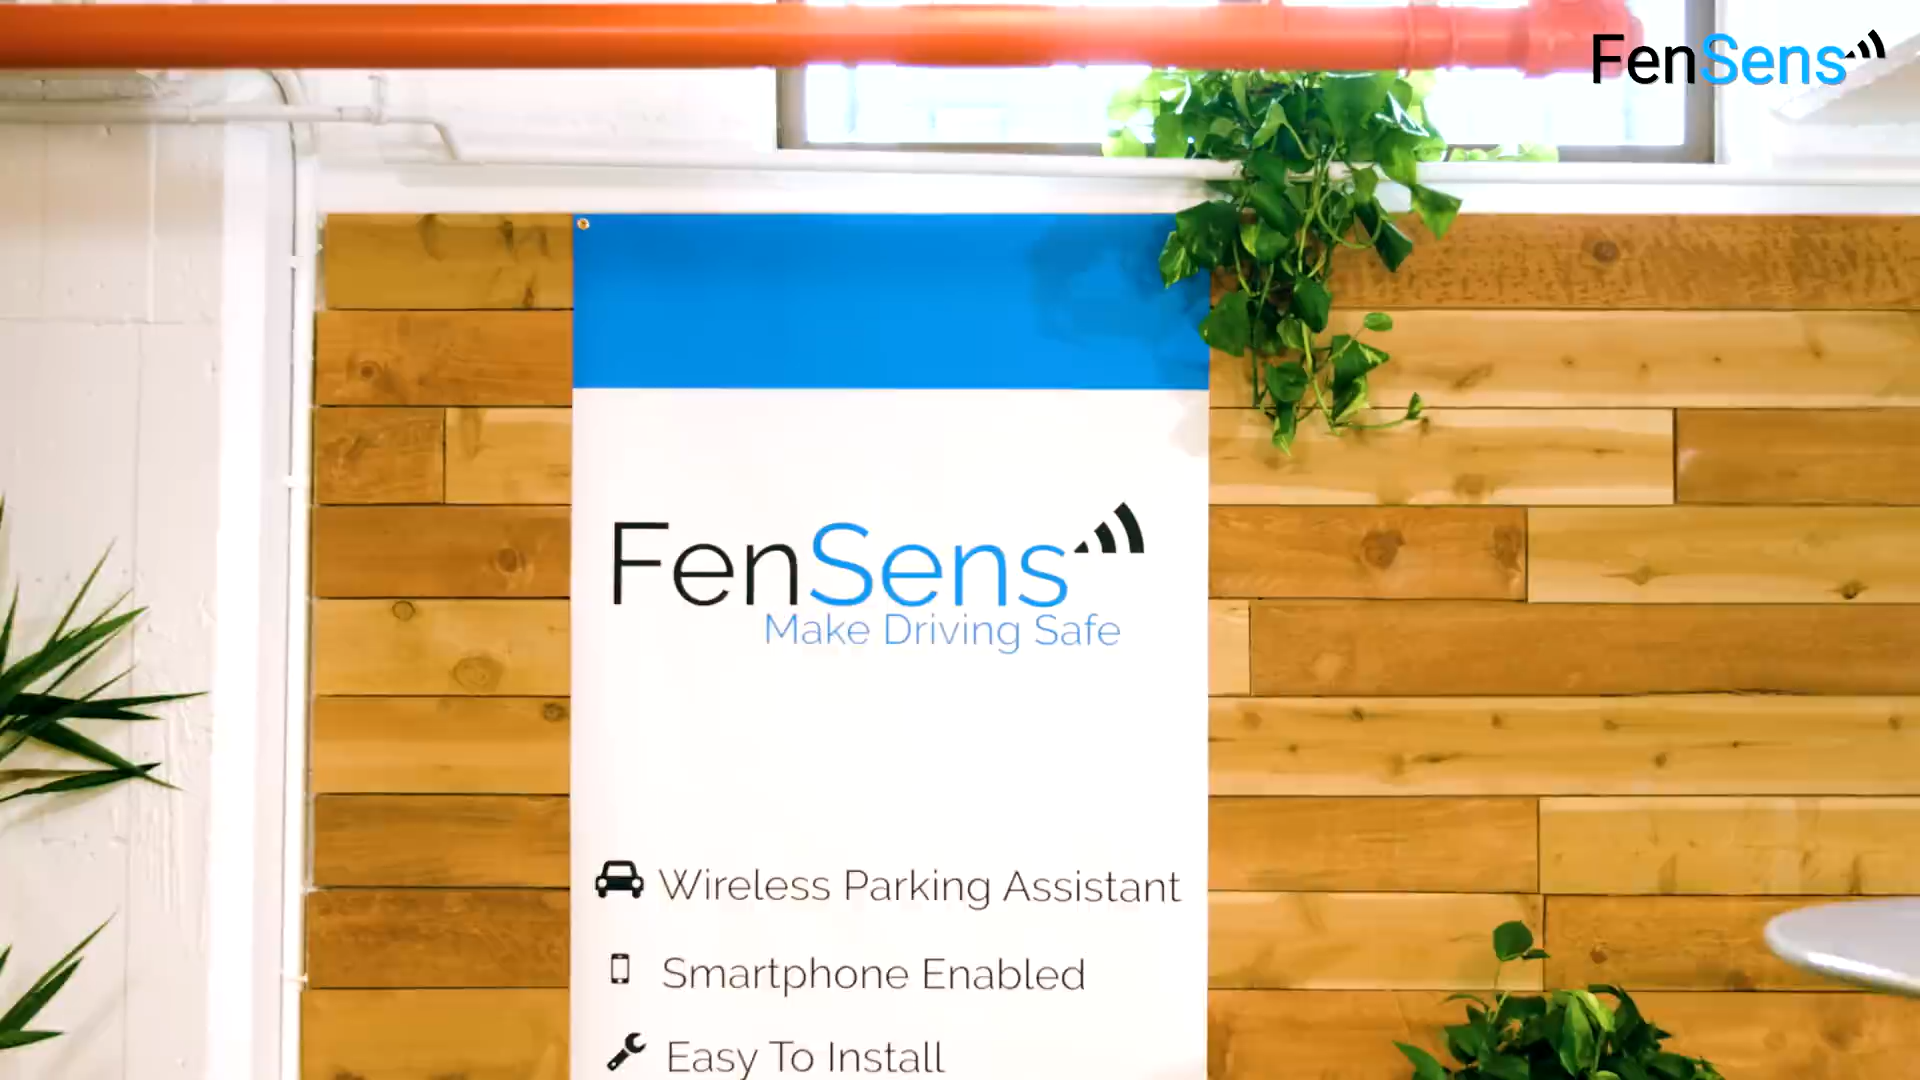 FenSens
FenSens
Make Driving Safe
Wireless Parking Assistant
Smartphone Enabled
Easy To Install